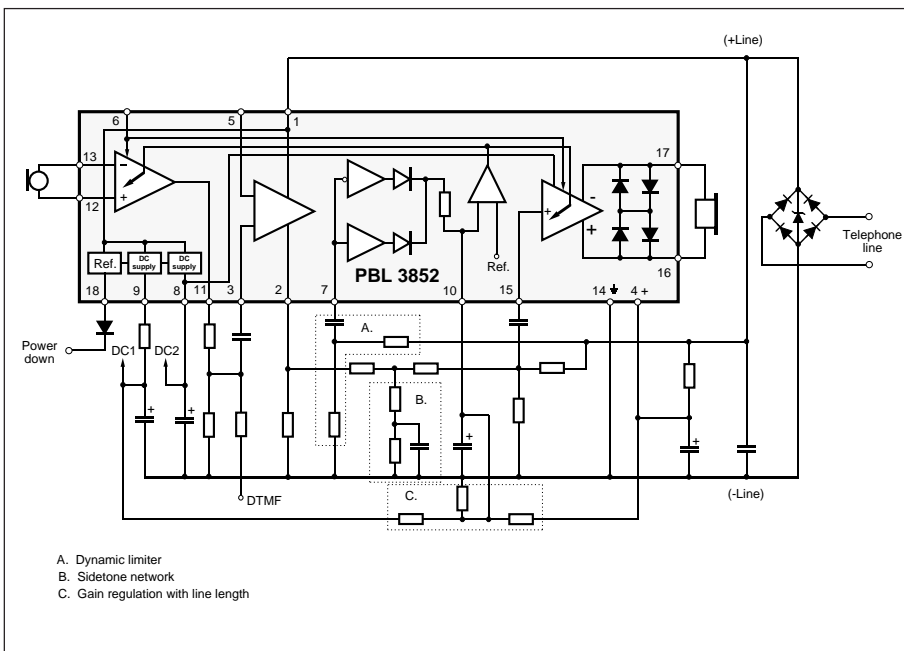 (+Line)
6 5 1
13 17
12
- + + - +
Telephone
line
Ref. DC supply DC supply
Ref.
PBL 3852
16
18 9 8 11 3 2 7 10 15 14 4 +
A.
Power
down
DC1 DC2
+ + + +
B.
DTMF
(-Line)
C.
A. Dynamic limiter
B. Sidetone network
C. Gain regulation with line length